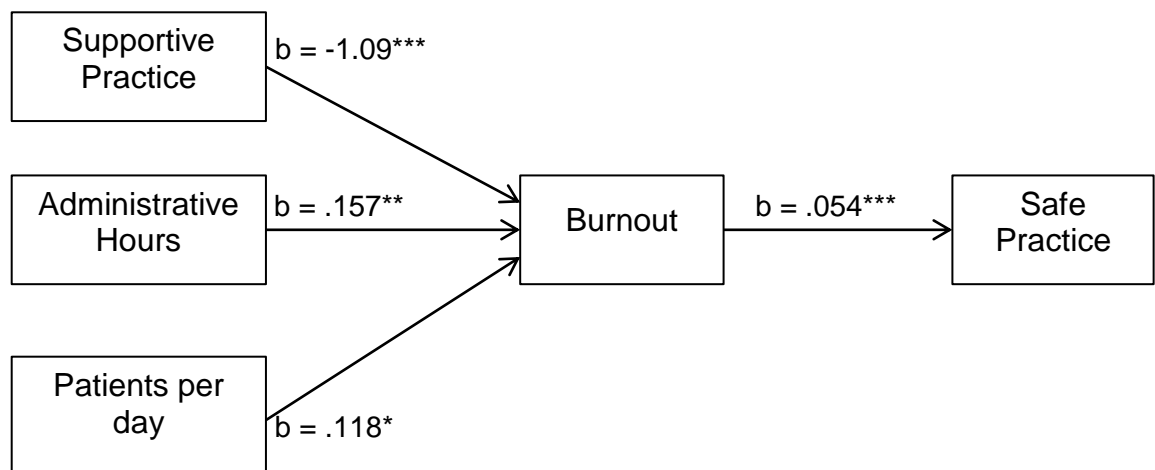 Supportive
Practice
b = -1.09***
Administrative
Hours
b = .157**
Burnout
b = .054***
Safe
Practice
Patients per
day
b = .118*